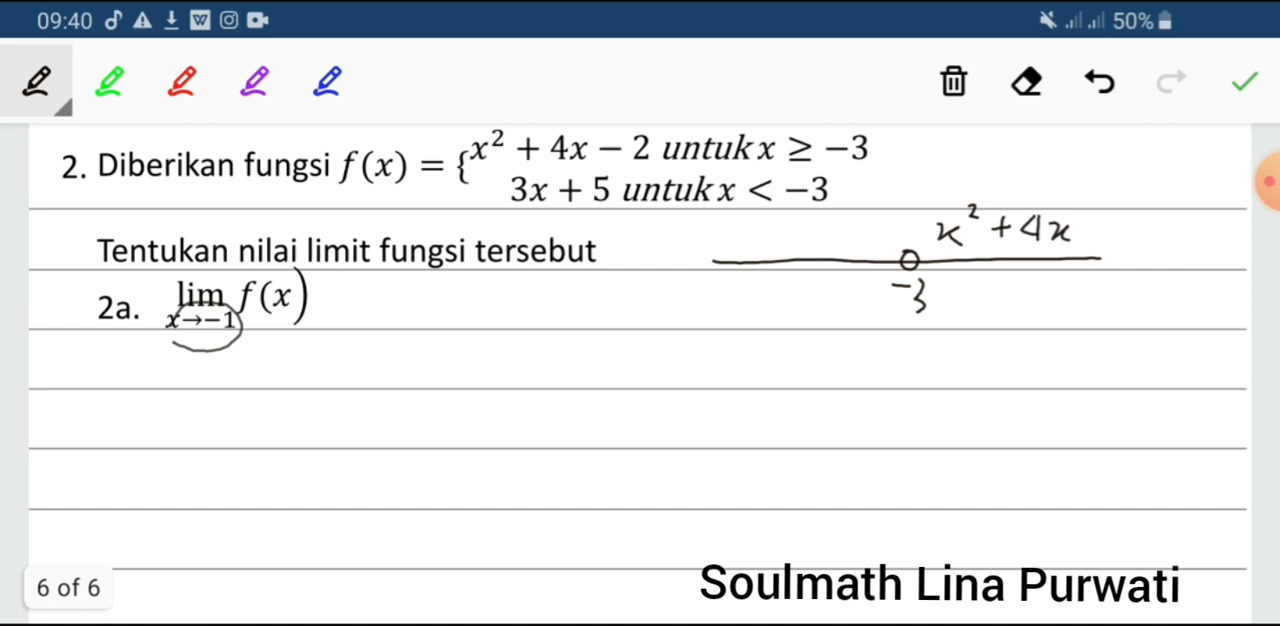 09:40 50%
2. Diberikan fungsi f(x) = {x² + 4x − 2 untuk x ≥ −3
3x + 5 untuk x < −3
x² + 4x
Tentukan nilai limit fungsi tersebut
-3
2a. lim f(x)
x→−1
6 of 6
Soulmath Lina Purwati